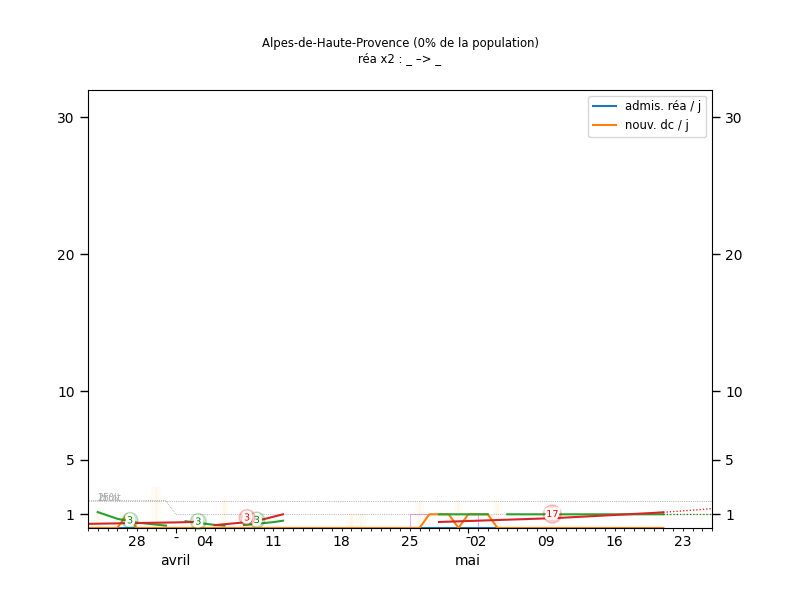 Alpes-de-Haute-Provence (0% de la population)
réa x2 : _ –> _
admis. réa / j
nouv. dc / j
30 30
20 20
10 10
5 5
1 1
3 3 3 3 17
28 - 04 11 18 25 -02 09 16 23
avril mai